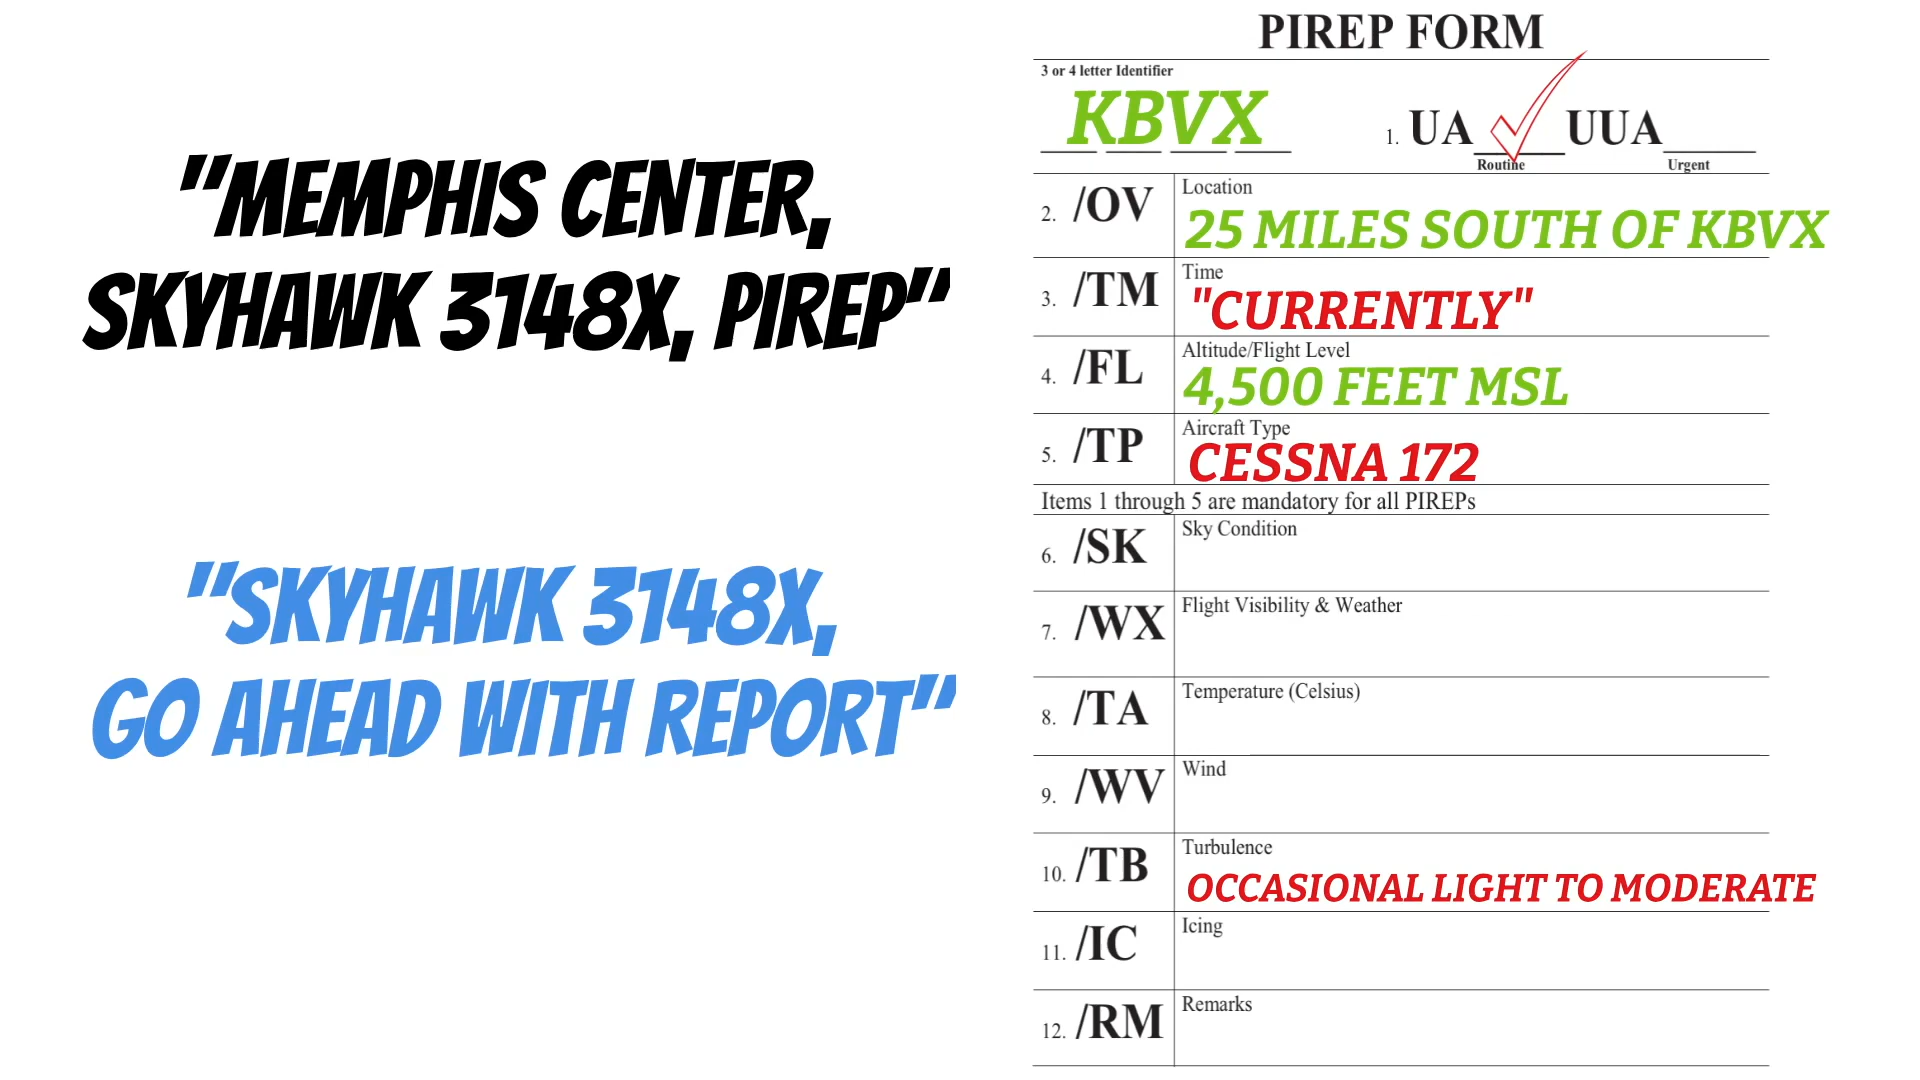 "MEMPHIS CENTER,
SKYHAWK 3148X, PIREP"
"SKYHAWK 3148X,
GO AHEAD WITH REPORT"
PIREP FORM
3 or 4 letter Identifier
KBVX
1. UA UUA
Routine Urgent
2. /OV Location
25 MILES SOUTH OF KBVX
3. /TM Time
"CURRENTLY"
4. /FL Altitude/Flight Level
4,500 FEET MSL
5. /TP Aircraft Type
CESSNA 172
Items 1 through 5 are mandatory for all PIREPs
6. /SK Sky Condition
7. /WX Flight Visibility & Weather
8. /TA Temperature (Celsius)
9. /WV Wind
10. /TB Turbulence
OCCASIONAL LIGHT TO MODERATE
11. /IC Icing
12. /RM Remarks